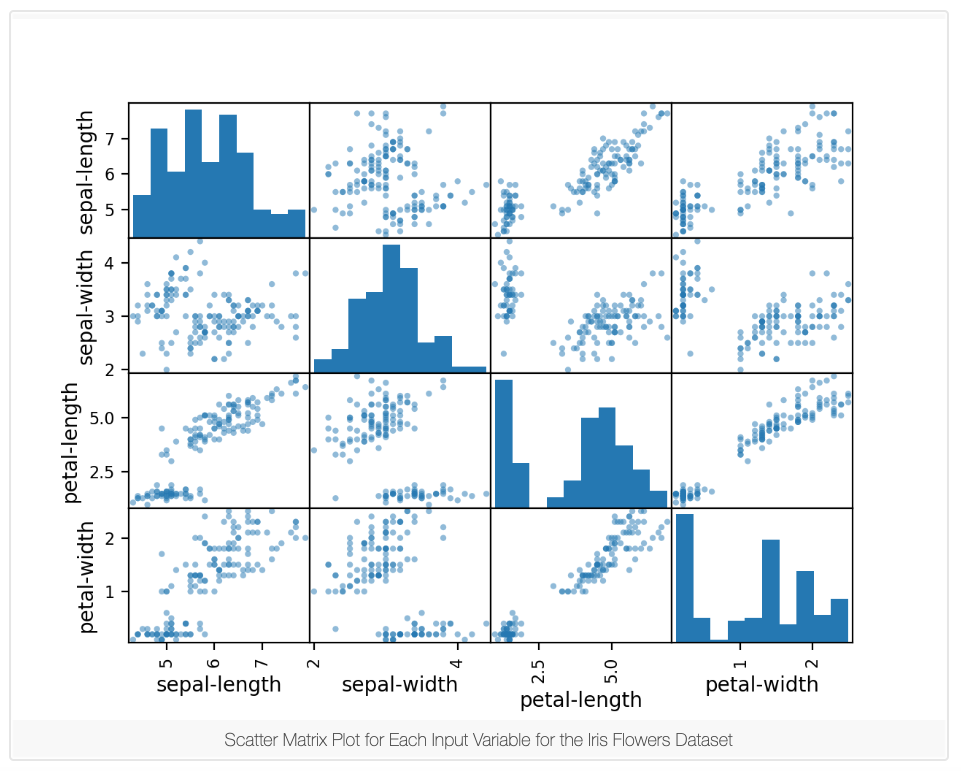 sepal-length
7
6
5
sepal-width
4
3
2
petal-length
5.0
2.5
petal-width
2
1
5 6 7 2 4 2.5 5.0 1 2
sepal-length sepal-width petal-length petal-width
Scatter Matrix Plot for Each Input Variable for the Iris Flowers Dataset